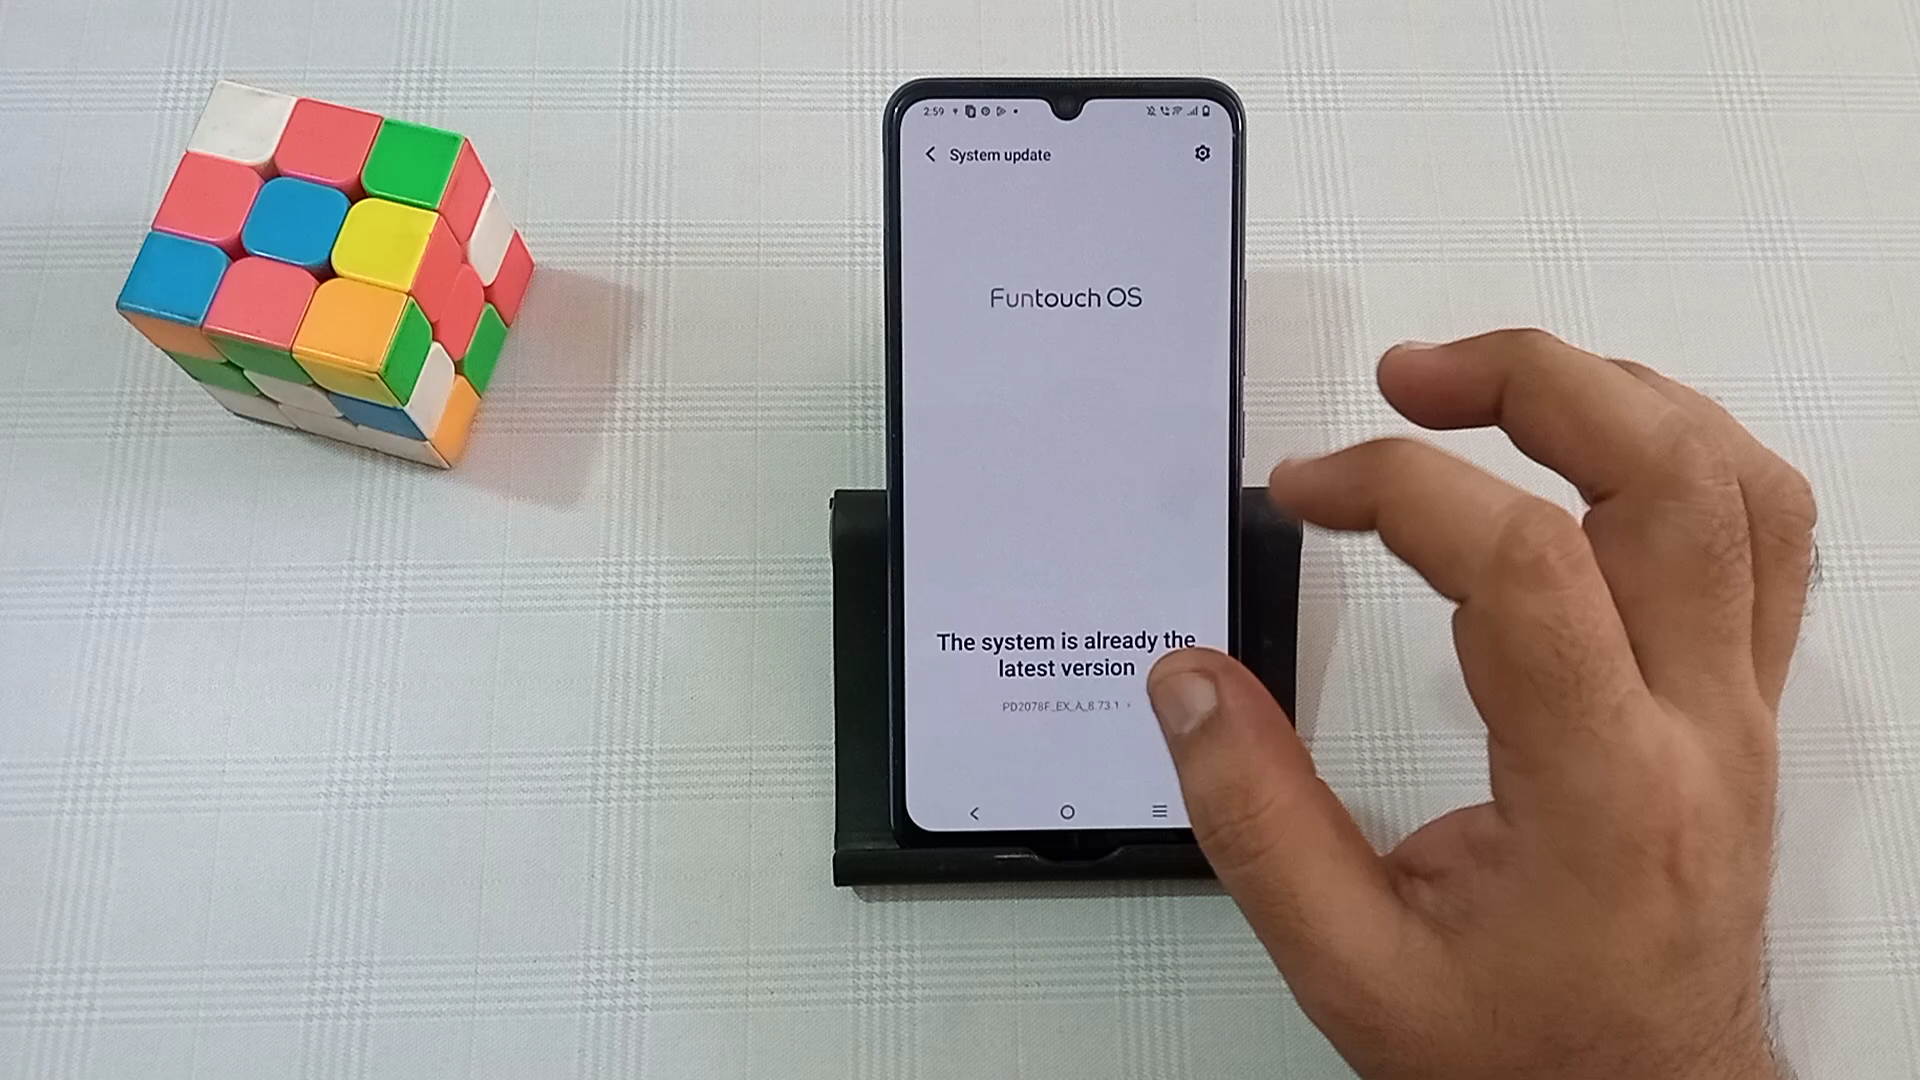 2:59
System update
Funtouch OS
The system is already the
latest version
PD2078F_EX_A_8.73.1